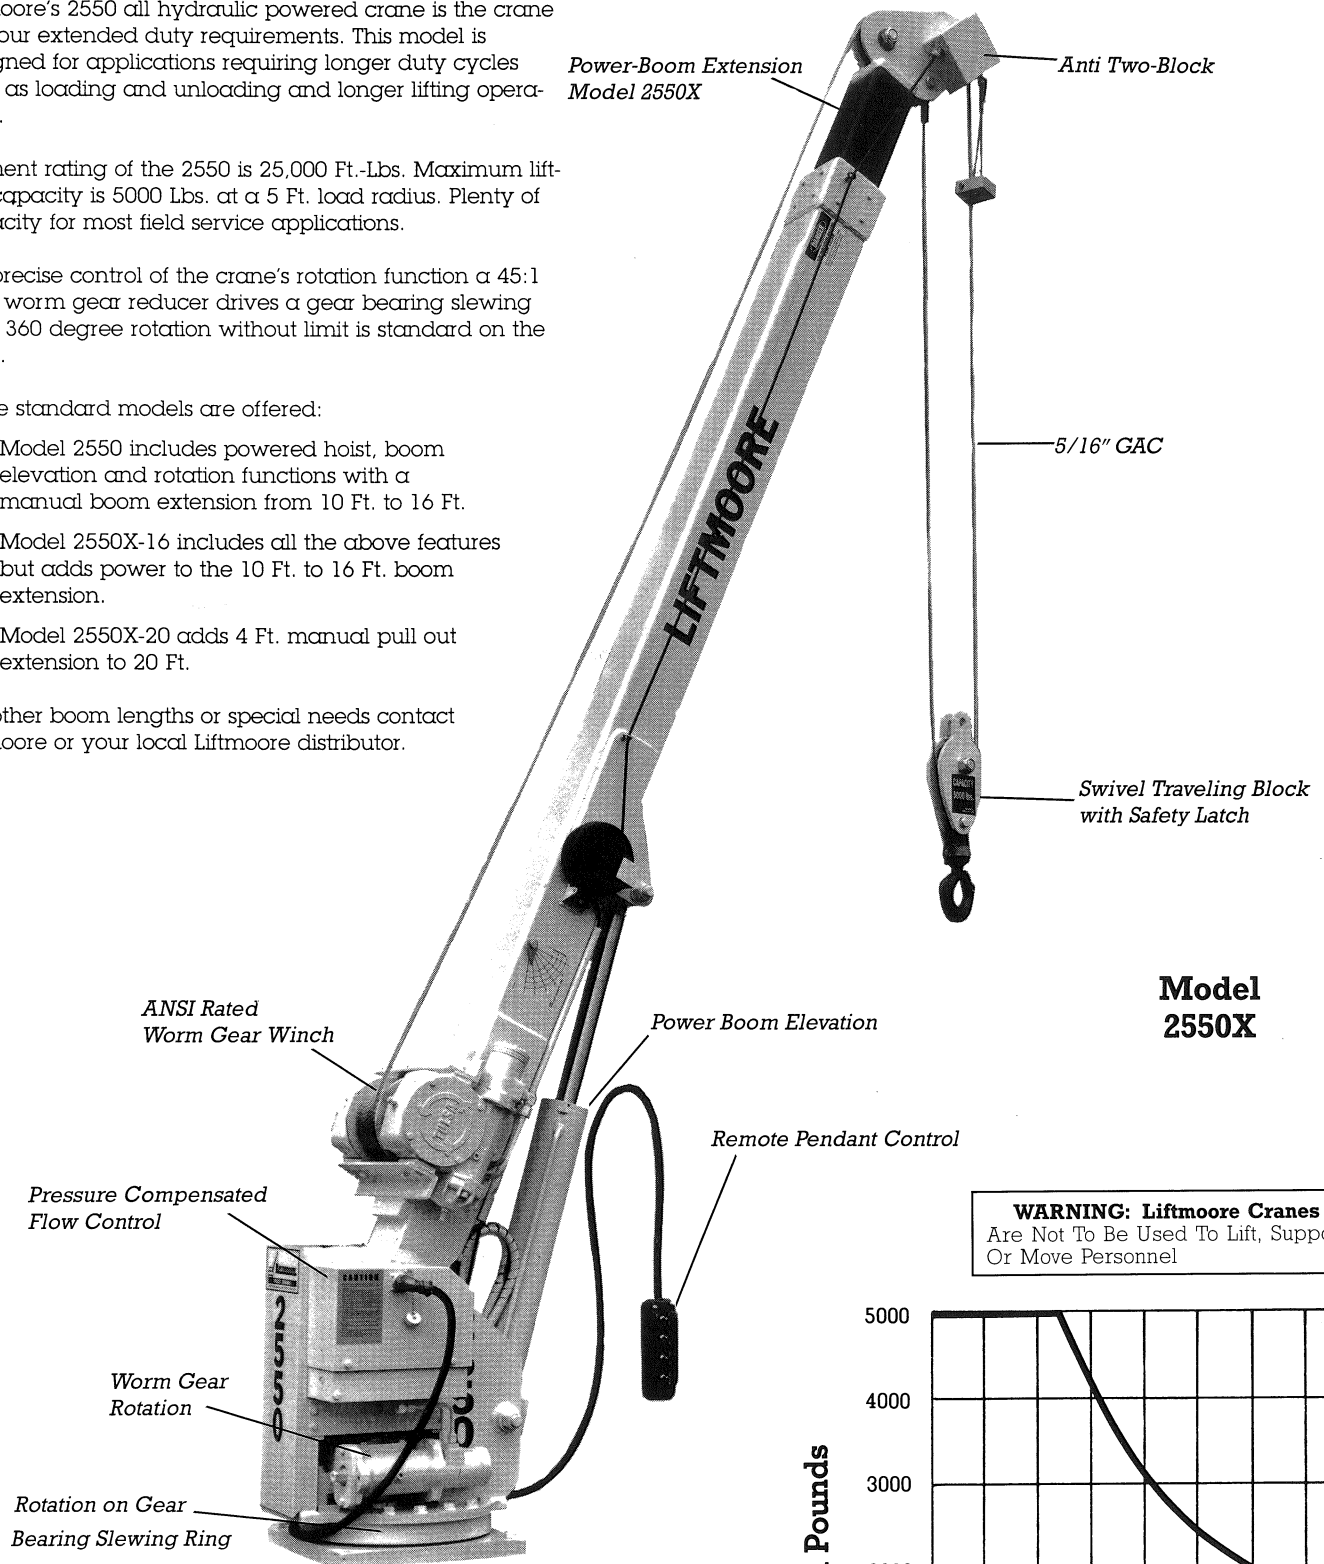 oore's 2550 all hydraulic powered crane is the crane
our extended duty requirements. This model is
gned for applications requiring longer duty cycles
as loading and unloading and longer lifting opera-
.
nent rating of the 2550 is 25,000 Ft.-Lbs. Maximum lift-
capacity is 5000 Lbs. at a 5 Ft. load radius. Plenty of
acity for most field service applications.
precise control of the crane's rotation function a 45:1
worm gear reducer drives a gear bearing slewing
360 degree rotation without limit is standard on the
.
e standard models are offered:
Model 2550 includes powered hoist, boom
elevation and rotation functions with a
manual boom extension from 10 Ft. to 16 Ft.
Model 2550X-16 includes all the above features
but adds power to the 10 Ft. to 16 Ft. boom
extension.
Model 2550X-20 adds 4 Ft. manual pull out
extension to 20 Ft.
other boom lengths or special needs contact
oore or your local Liftmoore distributor.
Power-Boom Extension
Model 2550X
Anti Two-Block
5/16" GAC
LIFTMOORE
CAPACITY
5000 lbs.
Swivel Traveling Block
with Safety Latch
Model
2550X
ANSI Rated
Worm Gear Winch
Power Boom Elevation
TULSA
Remote Pendant Control
Pressure Compensated
Flow Control
CAUTION
2550
Worm Gear
Rotation
Rotation on Gear
Bearing Slewing Ring
WARNING: Liftmoore Cranes
Are Not To Be Used To Lift, Suppo
Or Move Personnel
5000
4000
3000
Pounds